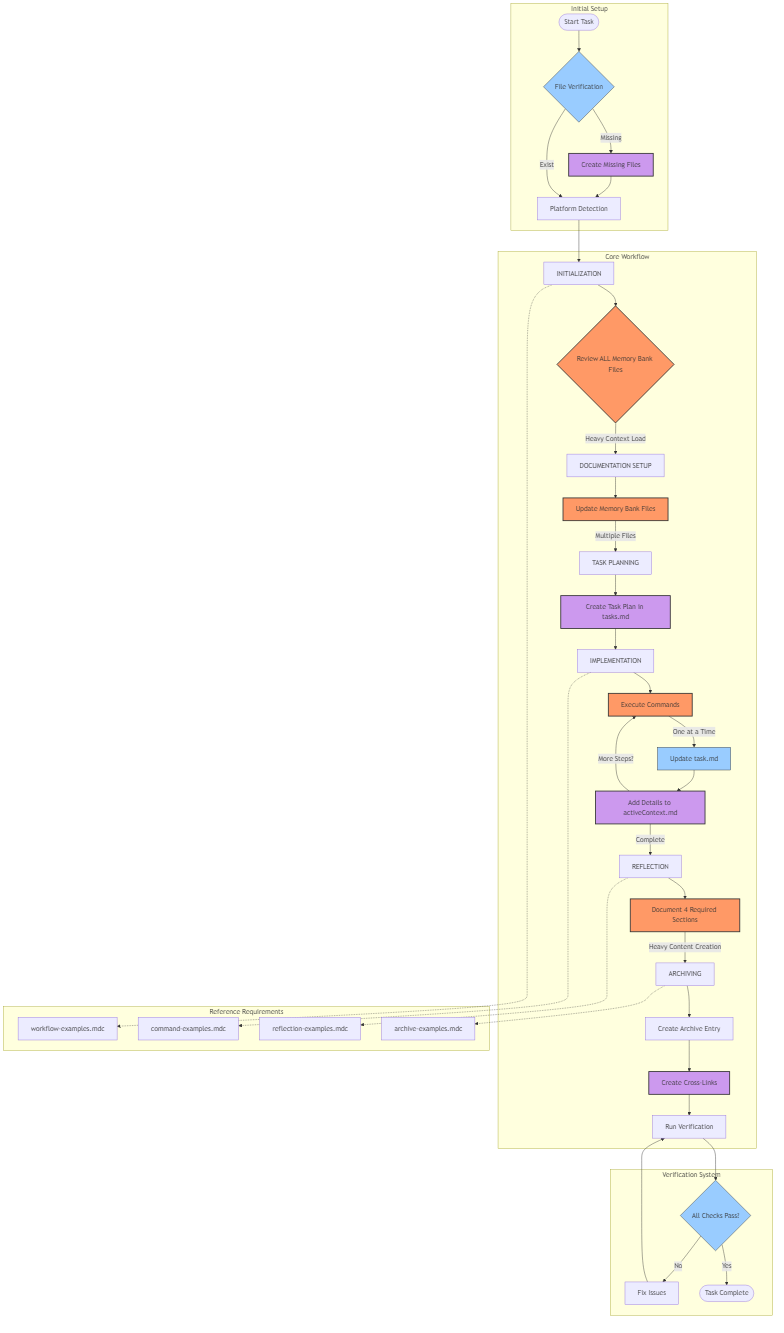 Initial Setup
Start Task
File Verification
Missing
Exist
Create Missing Files
Platform Detection
Core Workflow
INITIALIZATION
Review ALL Memory Bank
Files
Heavy Context Load
DOCUMENTATION SETUP
Update Memory Bank Files
Multiple Files
TASK PLANNING
Create Task Plan in
tasks.md
IMPLEMENTATION
Execute Commands
One at a Time
More Steps?
Update task.md
Add Details to
activeContext.md
Complete
REFLECTION
Document 4 Required
Sections
Heavy Content Creation
ARCHIVING
Reference Requirements
workflow-examples.mdc
command-examples.mdc
reflection-examples.mdc
archive-examples.mdc
Create Archive Entry
Create Cross-Links
Run Verification
Verification System
All Checks Pass?
No
Yes
Fix Issues
Task Complete